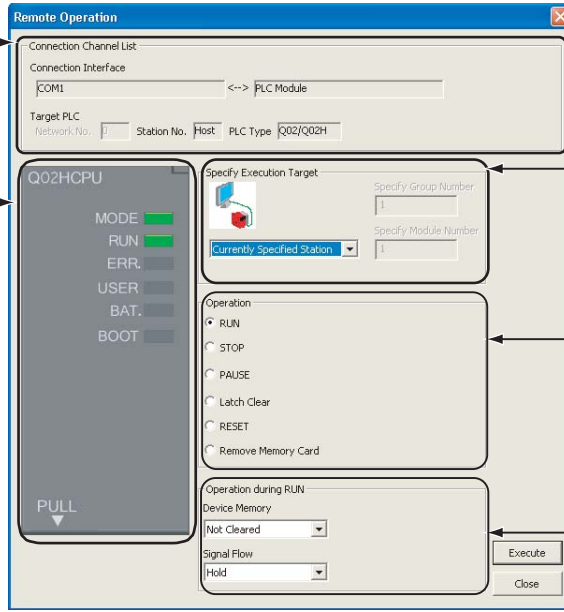 Remote Operation
Connection Channel List
Connection Interface
COM1 <--> PLC Module
Target PLC
Network No. 0 Station No. Host PLC Type Q02/Q02H
Q02HCPU
MODE
RUN
ERR.
USER
BAT.
BOOT
PULL
Specify Execution Target
Currently Specified Station
Specify Group Number
1
Specify Module Number
1
Operation
RUN
STOP
PAUSE
Latch Clear
RESET
Remove Memory Card
Operation during RUN
Device Memory
Not Cleared
Signal Flow
Hold
Execute
Close